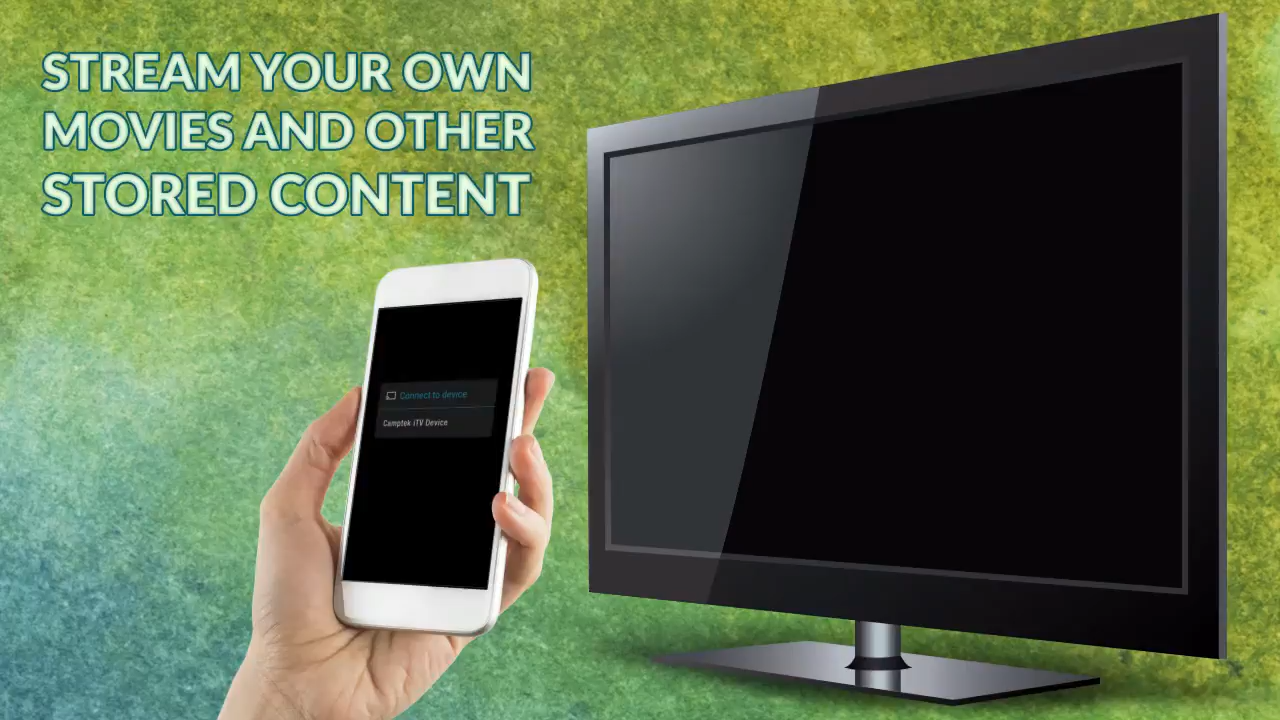 STREAM YOUR OWN
MOVIES AND OTHER
STORED CONTENT
Connect to device
Camptek iTV Device